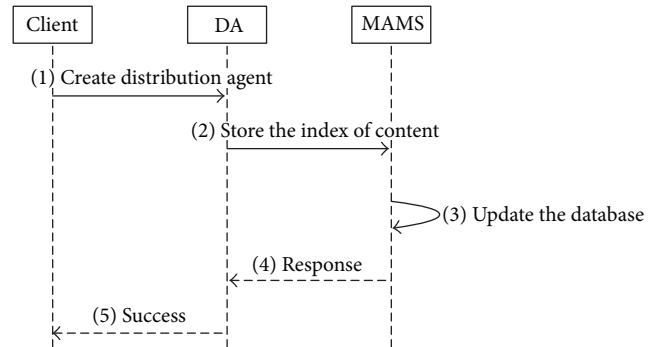 Client
DA
MAMS
(1) Create distribution agent
(2) Store the index of content
(3) Update the database
(4) Response
(5) Success